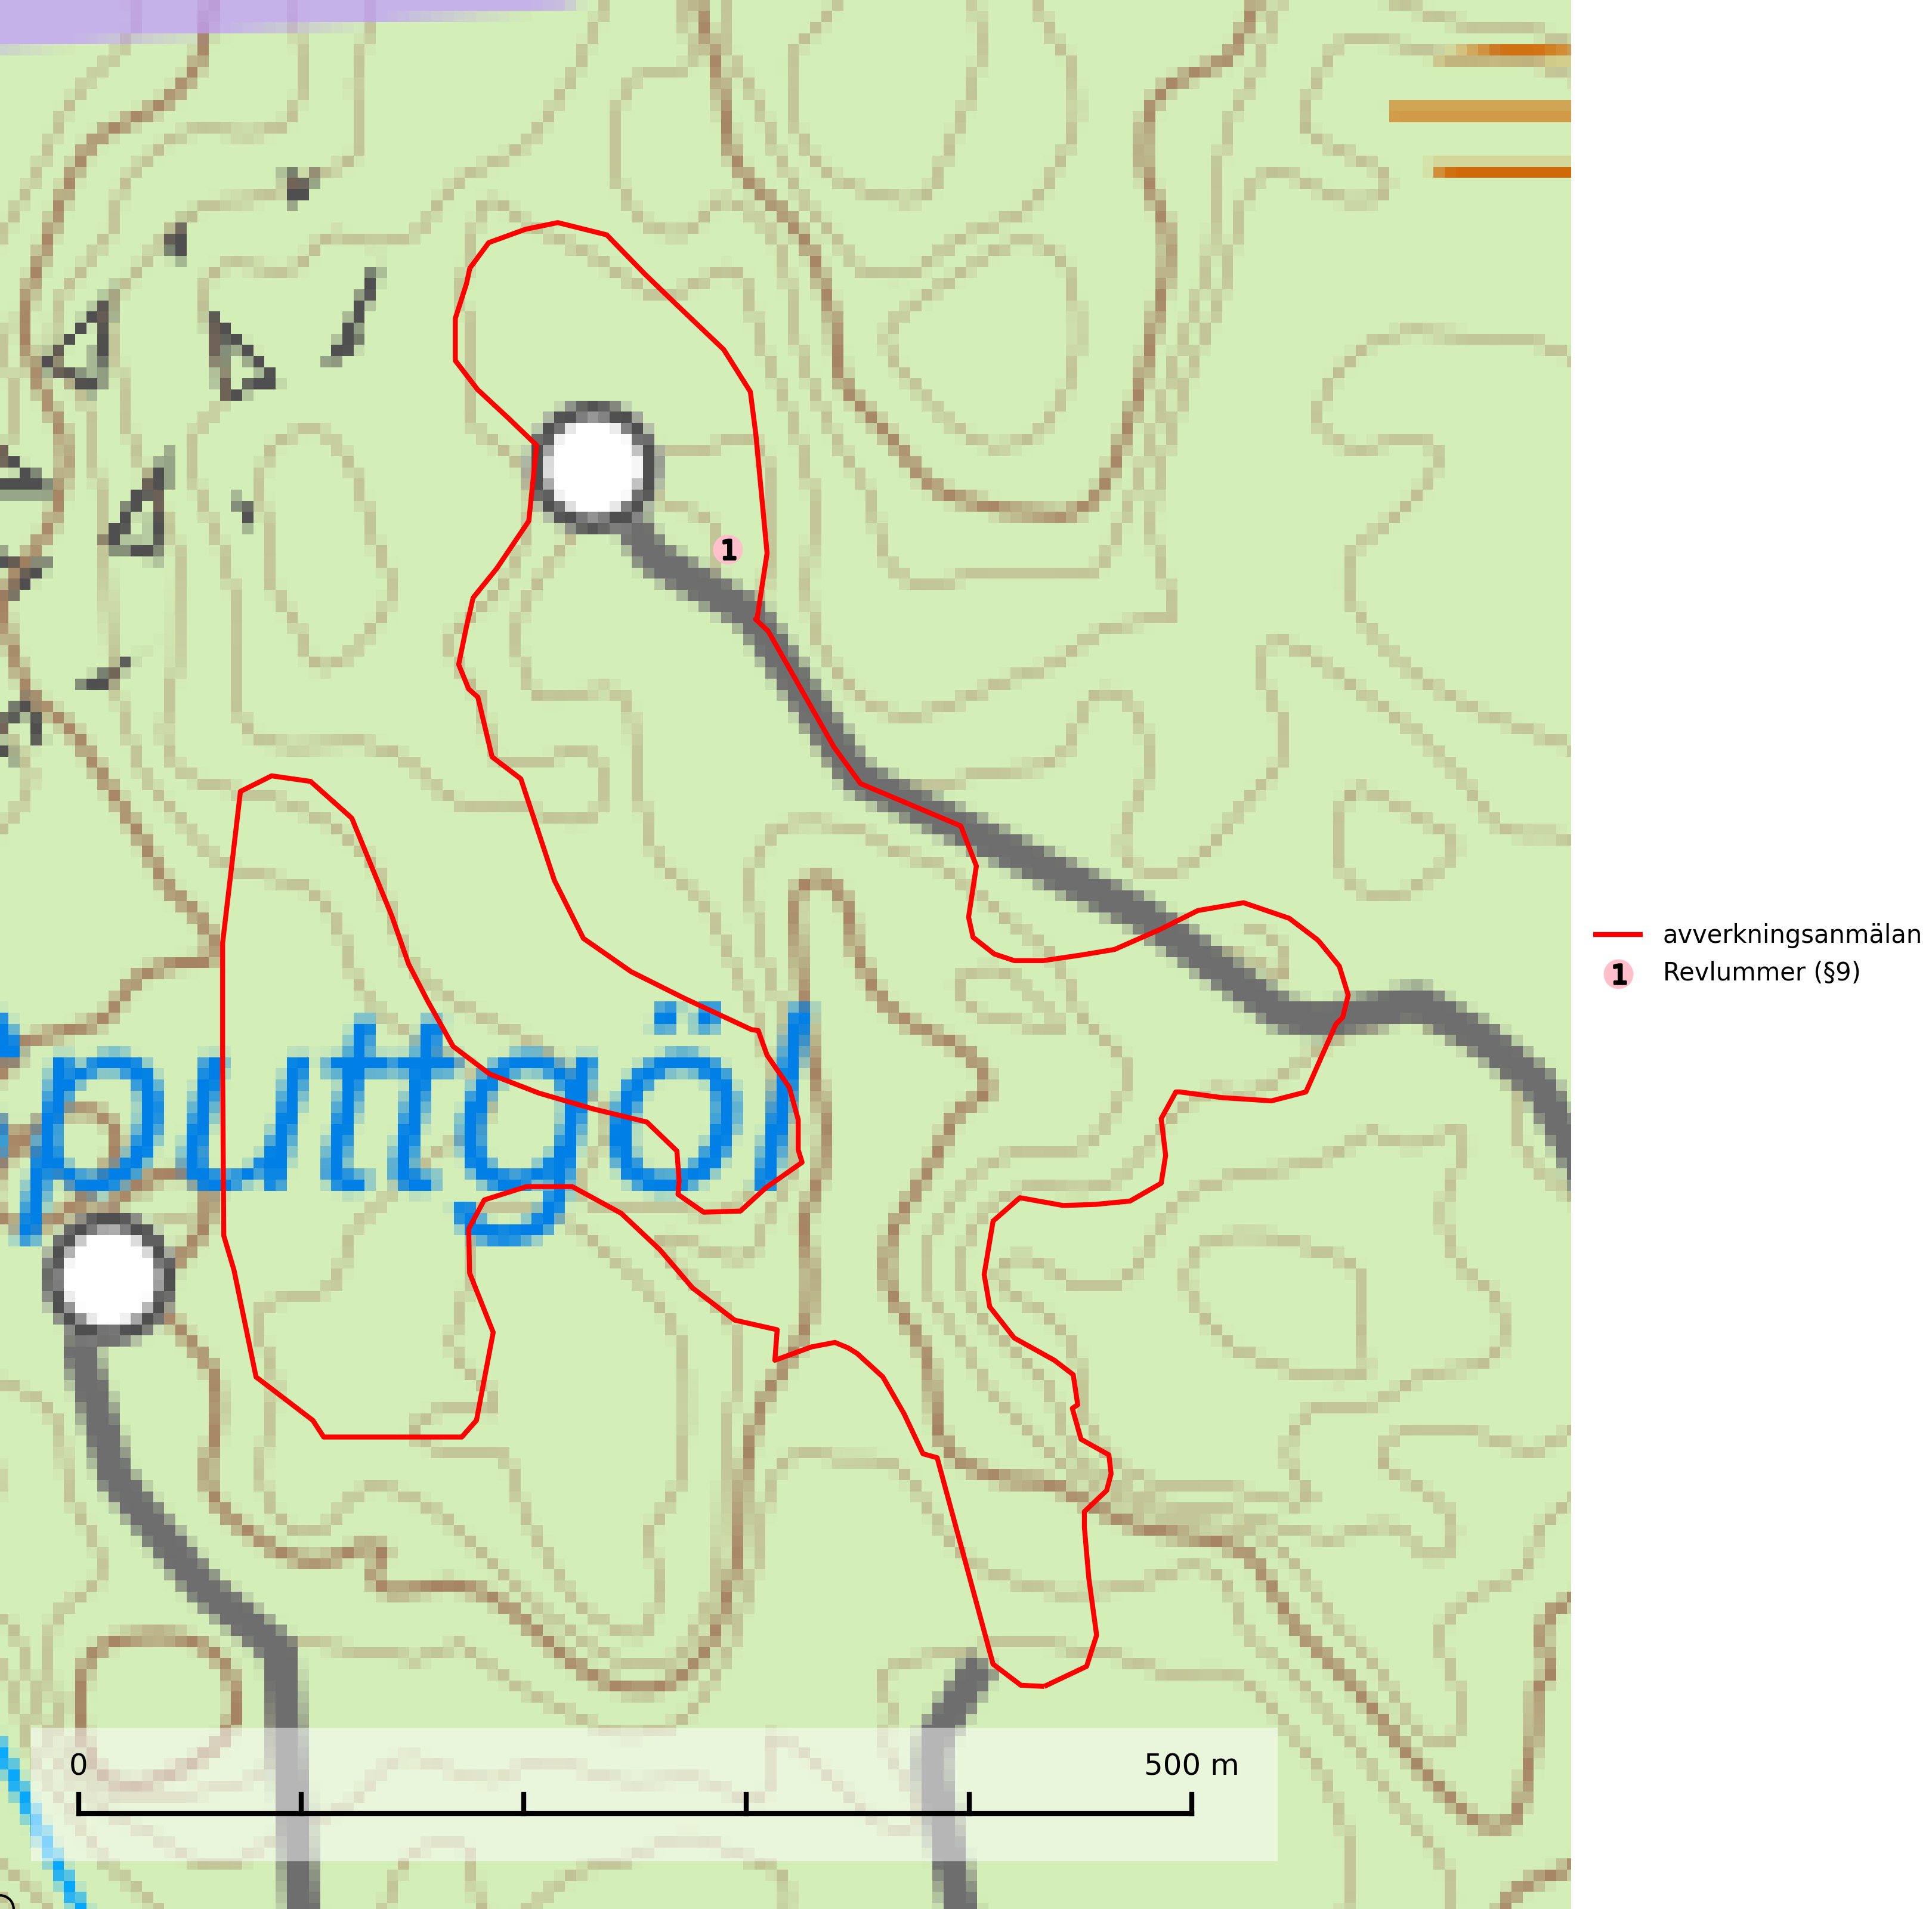 1
puttgöl
0 500 m
avverkningsanmälan
1 Revlummer (§9)